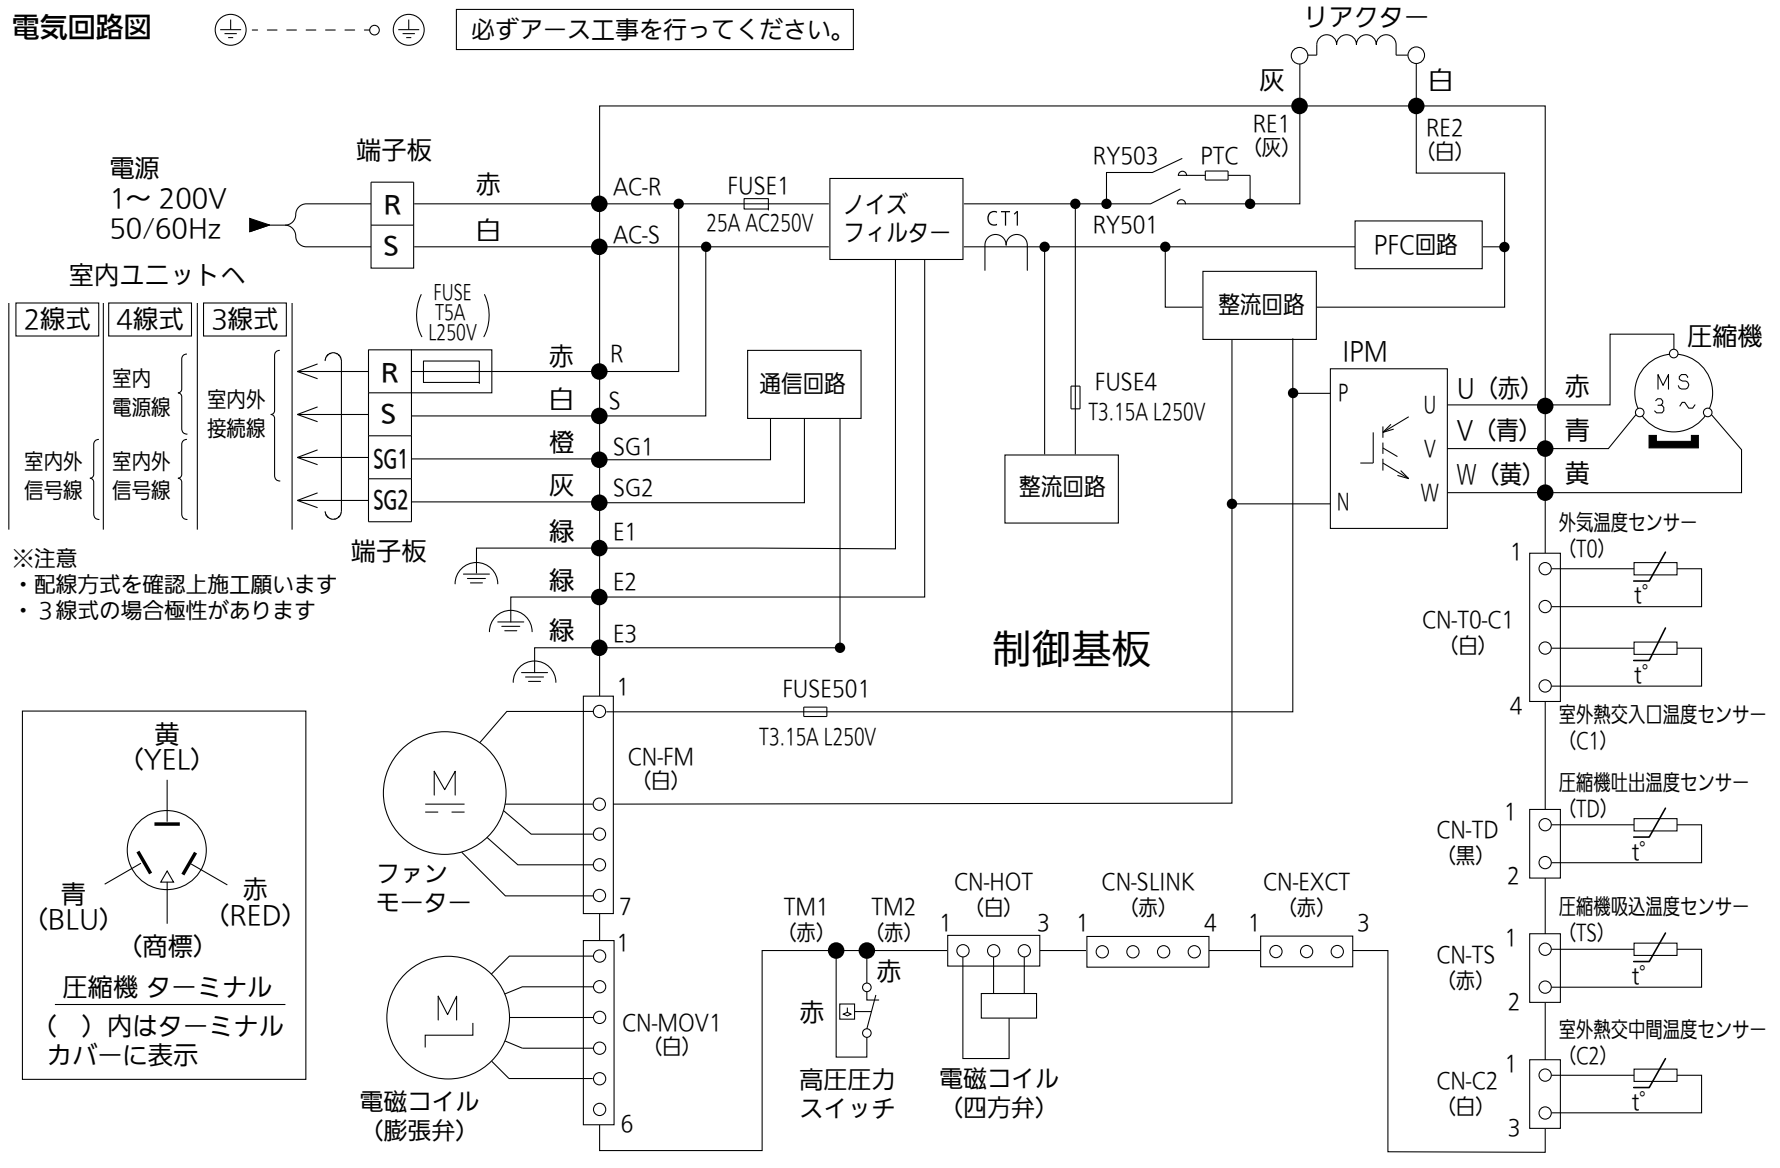 電気回路図
必ずアース工事を行ってください。
リアクター
灰
白
RE1
(灰)
RE2
(白)
電源
1～ 200V
50/60Hz
端子板
R
S
赤
白
AC-R
AC-S
FUSE1
25A AC250V
ノイズ
フィルター
CT1
RY503
PTC
RY501
PFC回路
整流回路
室内ユニットへ
2線式
4線式
3線式
室内
電源線
室内外
接続線
室内外
信号線
室内外
信号線
(FUSE
T5A
L250V)
R
S
SG1
SG2
端子板
赤
白
橙
灰
緑
緑
緑
R
S
SG1
SG2
E1
E2
E3
通信回路
FUSE4
T3.15A L250V
整流回路
IPM
P
N
U
V
W
U（赤）
V（青）
W（黄）
赤
青
黄
圧縮機
M S
3 ～
※注意
・配線方式を確認上施工願います
・３線式の場合極性があります
制御基板
黄
(YEL)
青
(BLU)
赤
(RED)
(商標)
圧縮機 ターミナル
(　) 内はターミナル
カバーに表示
M
ファン
モーター
1
CN-FM
(白)
7
FUSE501
T3.15A L250V
M
電磁コイル
(膨張弁)
1
CN-MOV1
(白)
6
TM1
(赤)
TM2
(赤)
赤
赤
高圧圧力
スイッチ
CN-HOT
(白)
1
3
電磁コイル
(四方弁)
CN-SLINK
(赤)
1
4
CN-EXCT
(赤)
1
3
外気温度センサー
(T0)
1
t°
CN-T0-C1
(白)
t°
4
室外熱交入口温度センサー
(C1)
圧縮機吐出温度センサー
(TD)
1
CN-TD
(黒)
t°
2
圧縮機吸込温度センサー
(TS)
1
CN-TS
(赤)
t°
2
室外熱交中間温度センサー
(C2)
1
CN-C2
(白)
t°
3